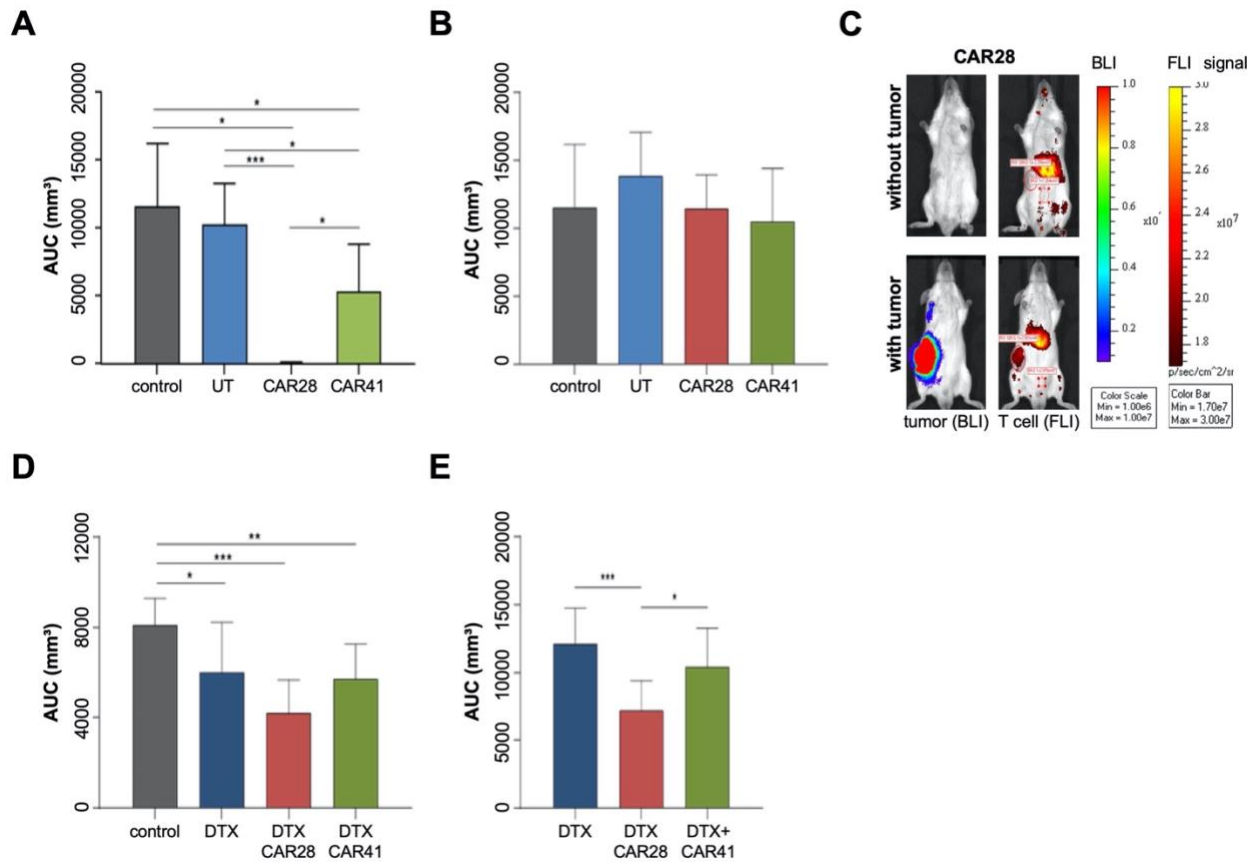 A
AUC (mm³)
20000
15000
10000
5000
0
*
*
*
***
*
control UT CAR28 CAR41
B
AUC (mm³)
20000
15000
10000
5000
0
control UT CAR28 CAR41
C
CAR28
BLI
FLI signal
without tumor
with tumor
1.0
0.8
0.6
0.4
0.2
3.0
2.8
2.6
2.4
2.2
2.0
1.8
x10⁷
p/sec/cm^2/sr
Color Scale
Min = 1.00e6
Max = 1.00e7
Color Bar
Min = 1.70e7
Max = 3.00e7
tumor (BLI) T cell (FLI)
D
AUC (mm³)
12000
8000
4000
0
**
***
*
control DTX DTX DTX
CAR28 CAR41
E
AUC (mm³)
20000
15000
10000
5000
0
***
*
DTX DTX DTX+
CAR28 CAR41